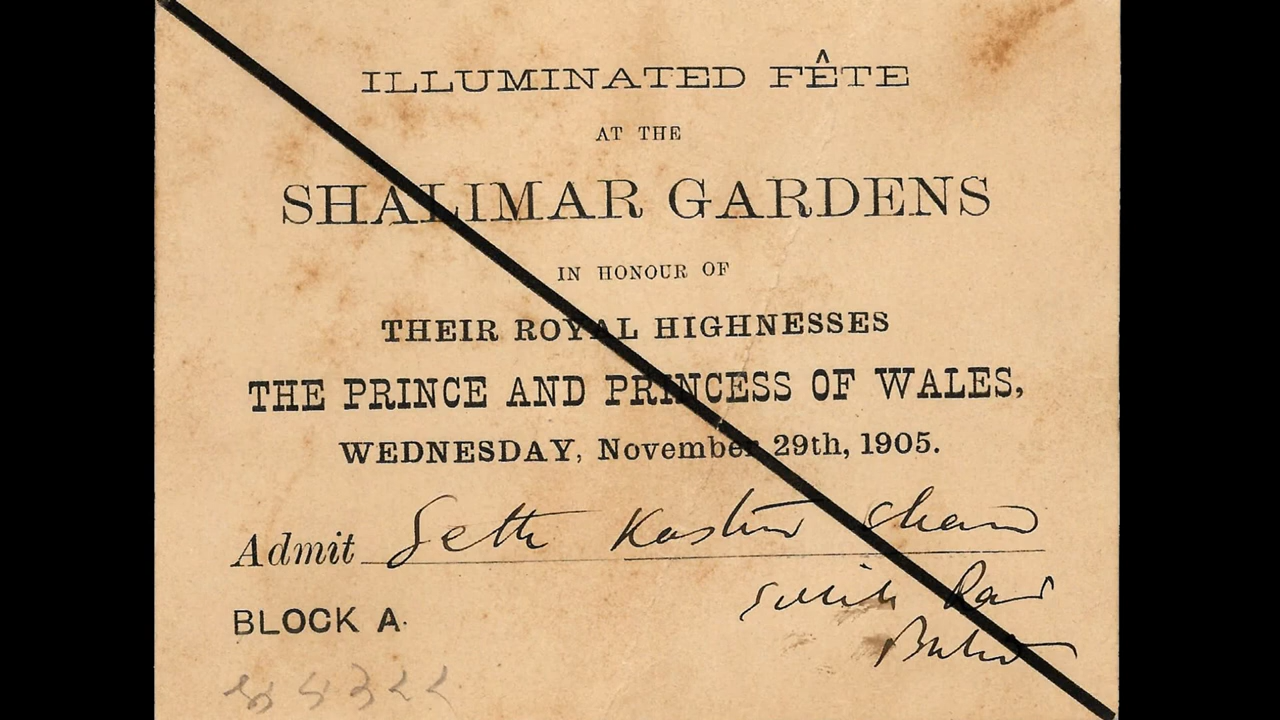 ILLUMINATED FÊTE
AT THE
SHALIMAR GARDENS
IN HONOUR OF
THEIR ROYAL HIGHNESSES
THE PRINCE AND PRINCESS OF WALES,
WEDNESDAY, November 29th, 1905.
Admit Seth Kastur
BLOCK A.